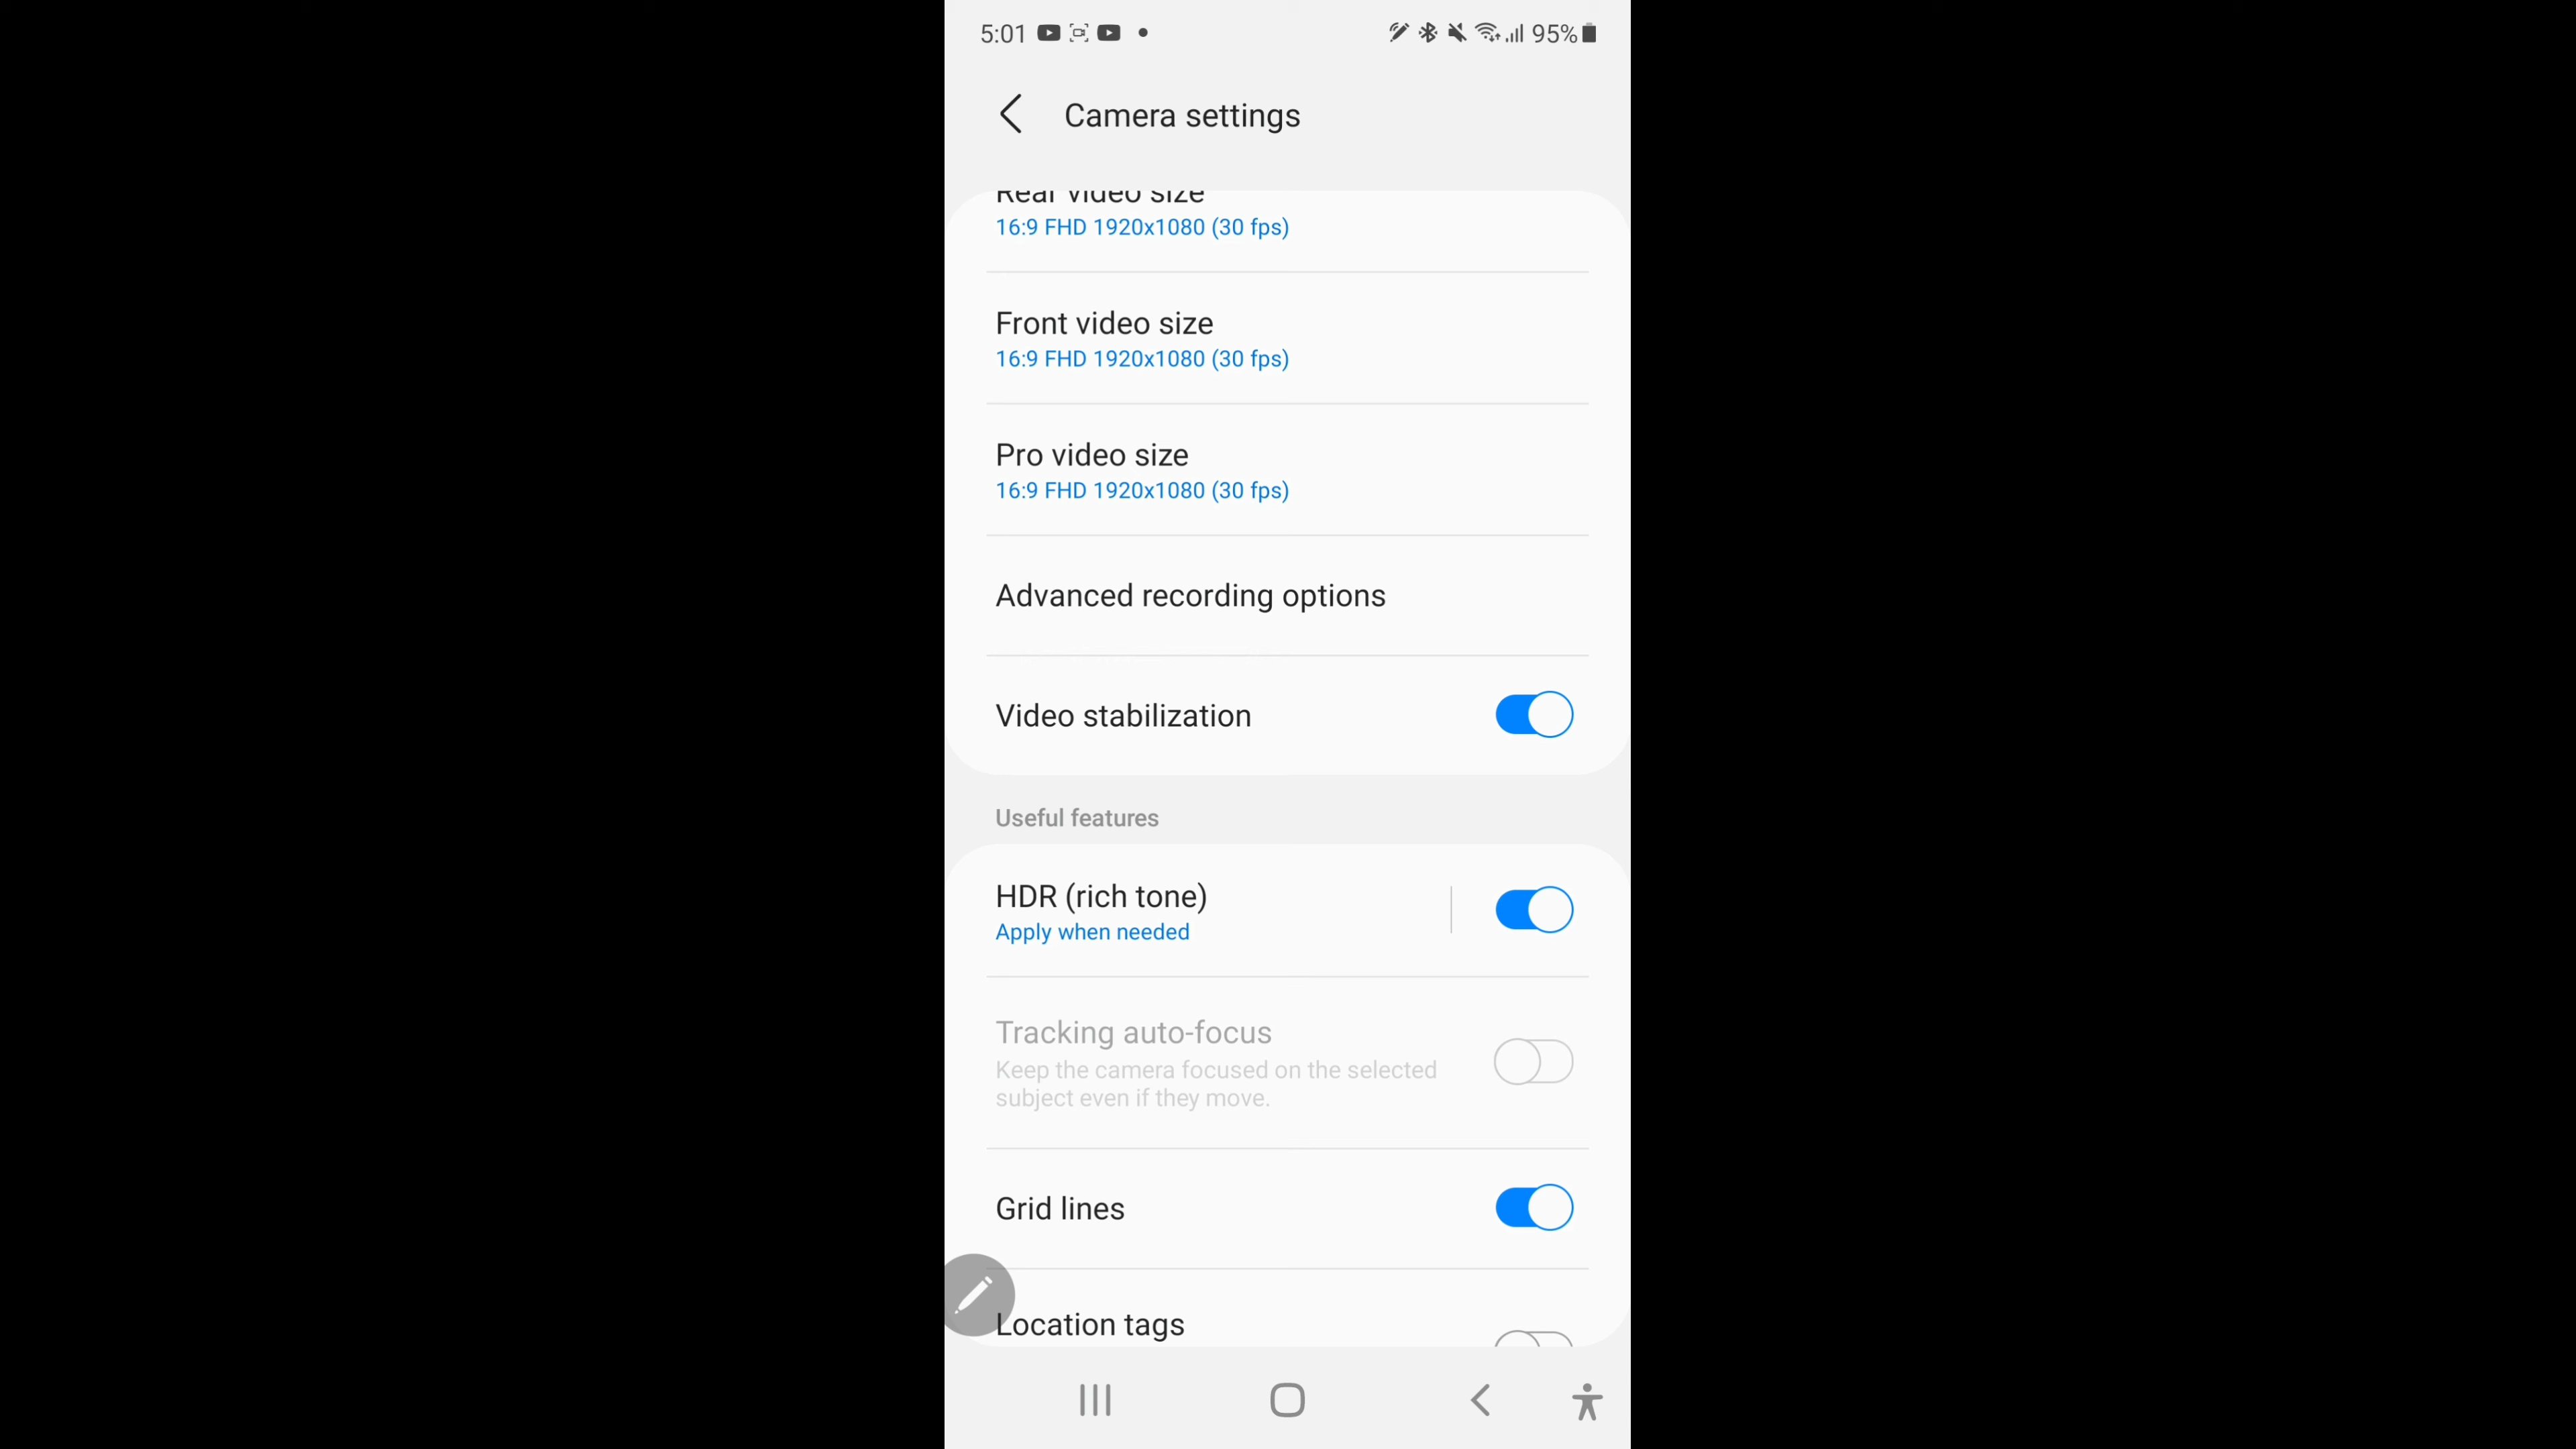 5:01 95%
Camera settings
Rear video size
16:9 FHD 1920x1080 (30 fps)
Front video size
16:9 FHD 1920x1080 (30 fps)
Pro video size
16:9 FHD 1920x1080 (30 fps)
Advanced recording options
Video stabilization
Useful features
HDR (rich tone)
Apply when needed
Tracking auto-focus
Keep the camera focused on the selected
subject even if they move.
Grid lines
Location tags